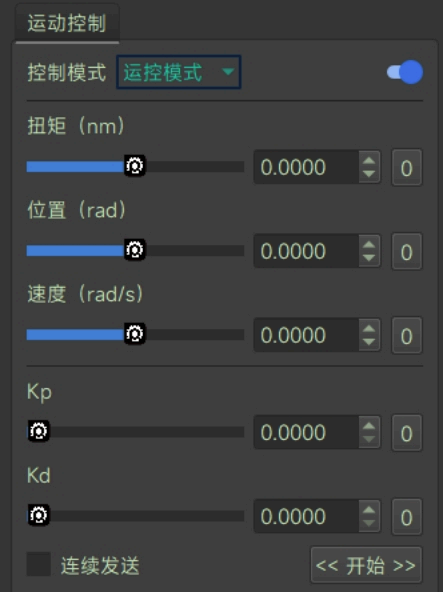 运动控制
控制模式 运控模式
扭矩（nm）
0.0000 0
位置（rad）
0.0000 0
速度（rad/s）
0.0000 0
Kp
0.0000 0
Kd
0.0000 0
连续发送 << 开始 >>